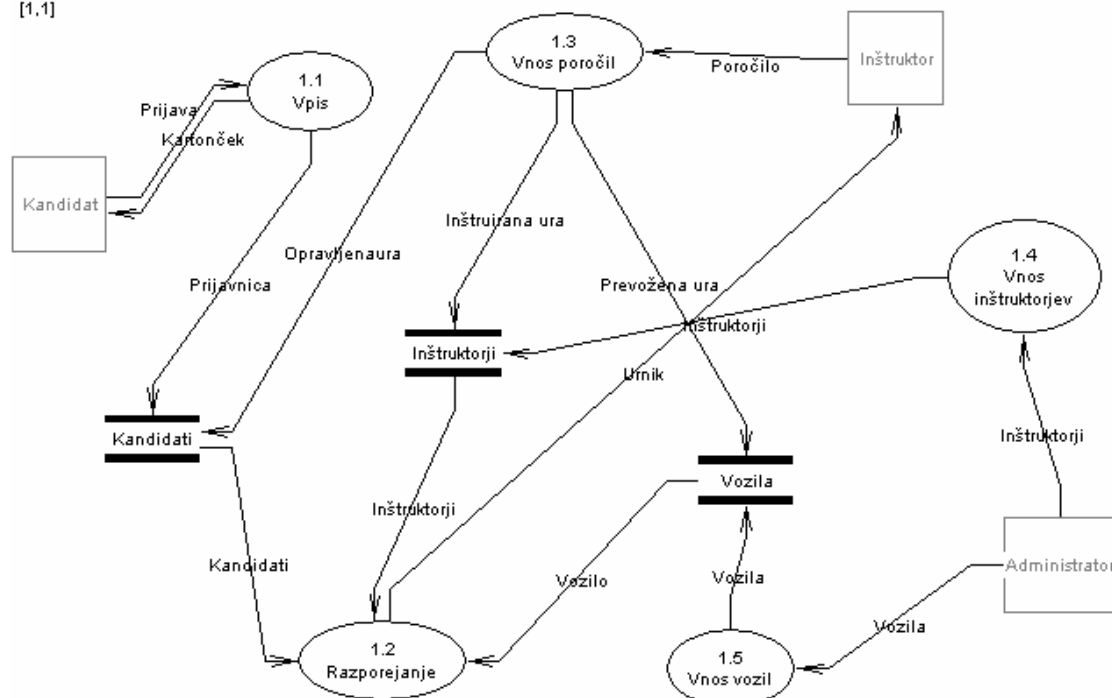 [1,1]
1.3
Vnos poročil
Inštruktor
Poročilo
1.1
Vpis
Prijava
Kartonček
Kandidat
Inštruirana ura
Opravljenaura
1.4
Vnos
inštruktorjev
Prijavnica
Prevožena ura
Inštruktorji
Inštruktorji
Urnik
Kandidati
Inštruktorji
Vozila
Inštruktorji
Kandidati
Vozilo
Vozila
Administrator
Vozila
1.2
Razporejanje
1.5
Vnos vozil